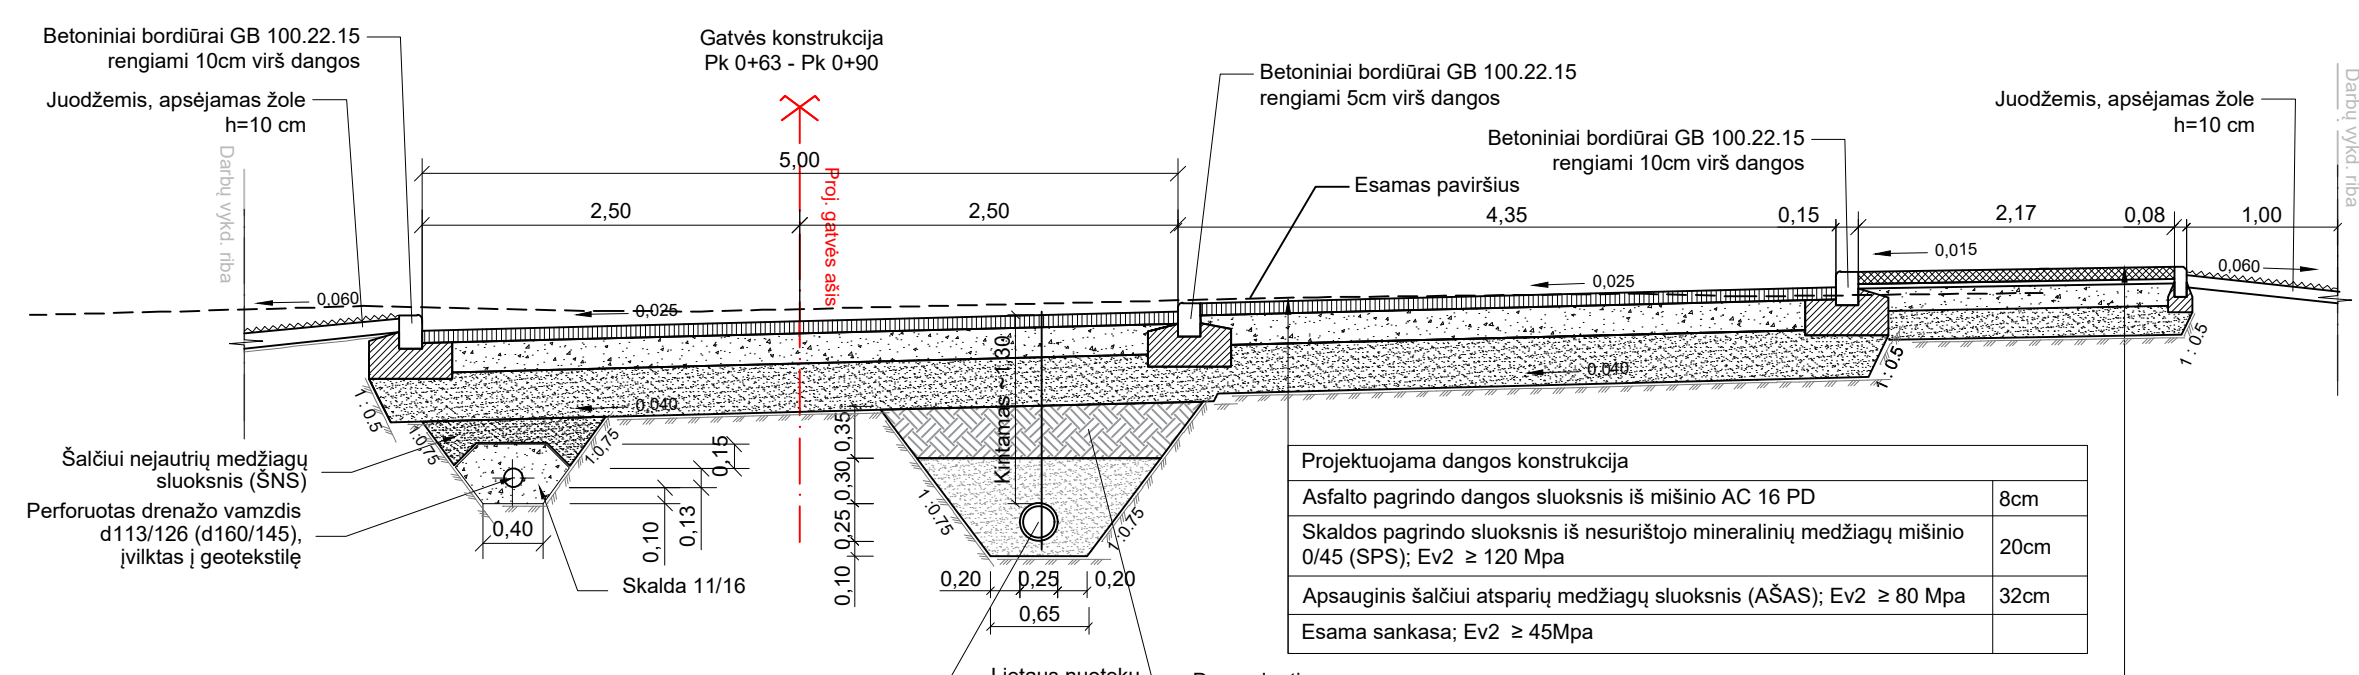 Betoniniai bordiūrai GB 100.22.15
rengiami 10cm virš dangos
Juodžemis, apsėjamas žole
h=10 cm
Darbų vykd. riba
Gatvės konstrukcija
Pk 0+63 - Pk 0+90
Proj. gatvės ašis
Betoniniai bordiūrai GB 100.22.15
rengiami 5cm virš dangos
Betoniniai bordiūrai GB 100.22.15
rengiami 10cm virš dangos
Esamas paviršius
Juodžemis, apsėjamas žole
h=10 cm
Darbų vykd. riba
5,00
2,50
2,50
4,35
0,15
2,17
0,08
1,00
0,060
0,025
0,025
0,015
0,060
0,040
0,040
1:0.5
1:0.75
1:0,75
1:0.75
1:0.75
1:0.5
1:0.5
Kintamas ~1,30
Šalčiui nejautrių medžiagų
sluoksnis (ŠNS)
Perforuotas drenažo vamzdis
d113/126 (d160/145),
įvilktas į geotekstilę
0,40
0,10
0,13
0,15
Skalda 11/16
0,35
0,30
0,25
0,10
0,20
0,25
0,20
0,65
Projektuojama dangos konstrukcija
Asfalto pagrindo dangos sluoksnis iš mišinio AC 16 PD
8cm
Skaldos pagrindo sluoksnis iš nesurištojo mineralinių medžiagų mišinio
0/45 (SPS); Ev2 ≥ 120 Mpa
20cm
Apsauginis šalčiui atsparių medžiagų sluoksnis (AŠAS); Ev2 ≥ 80 Mpa
32cm
Esama sankasa; Ev2 ≥ 45Mpa
Lietaus nuotekų